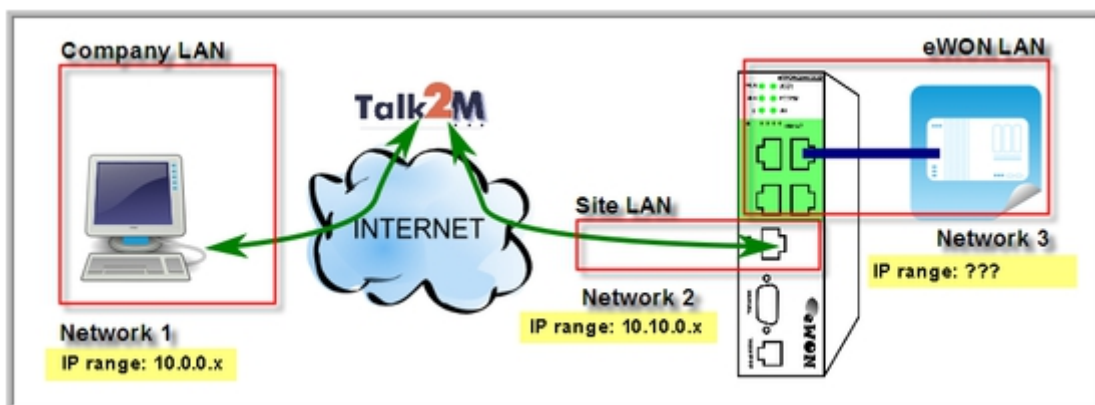 Company LAN
eWON LAN
Talk2M
Site LAN
INTERNET
Network 3
IP range: ???
Network 2
IP range: 10.10.0.x
Network 1
IP range: 10.0.0.x
eWON